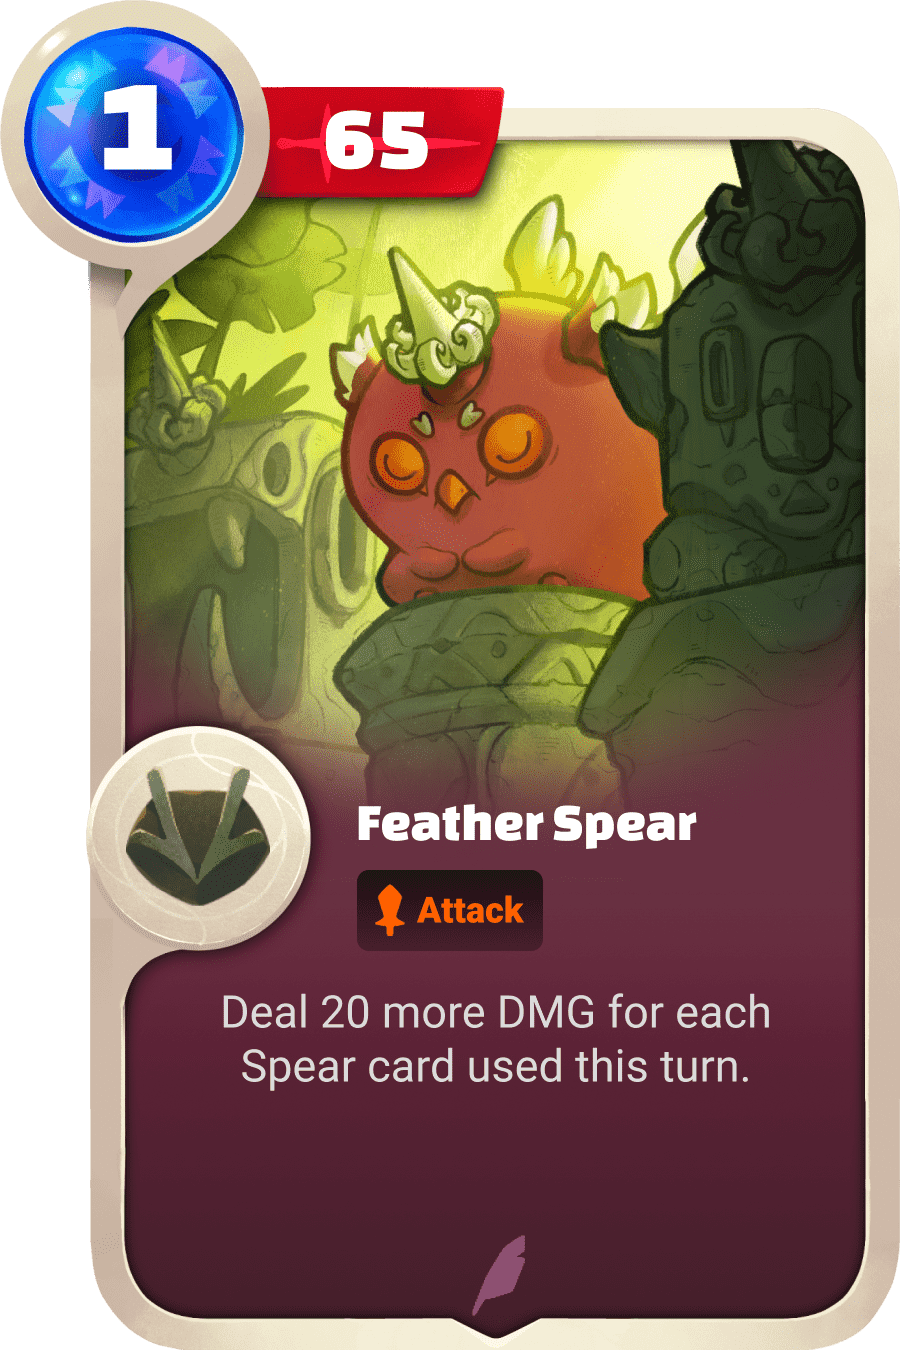 1
65
Feather Spear
Attack
Deal 20 more DMG for each
Spear card used this turn.